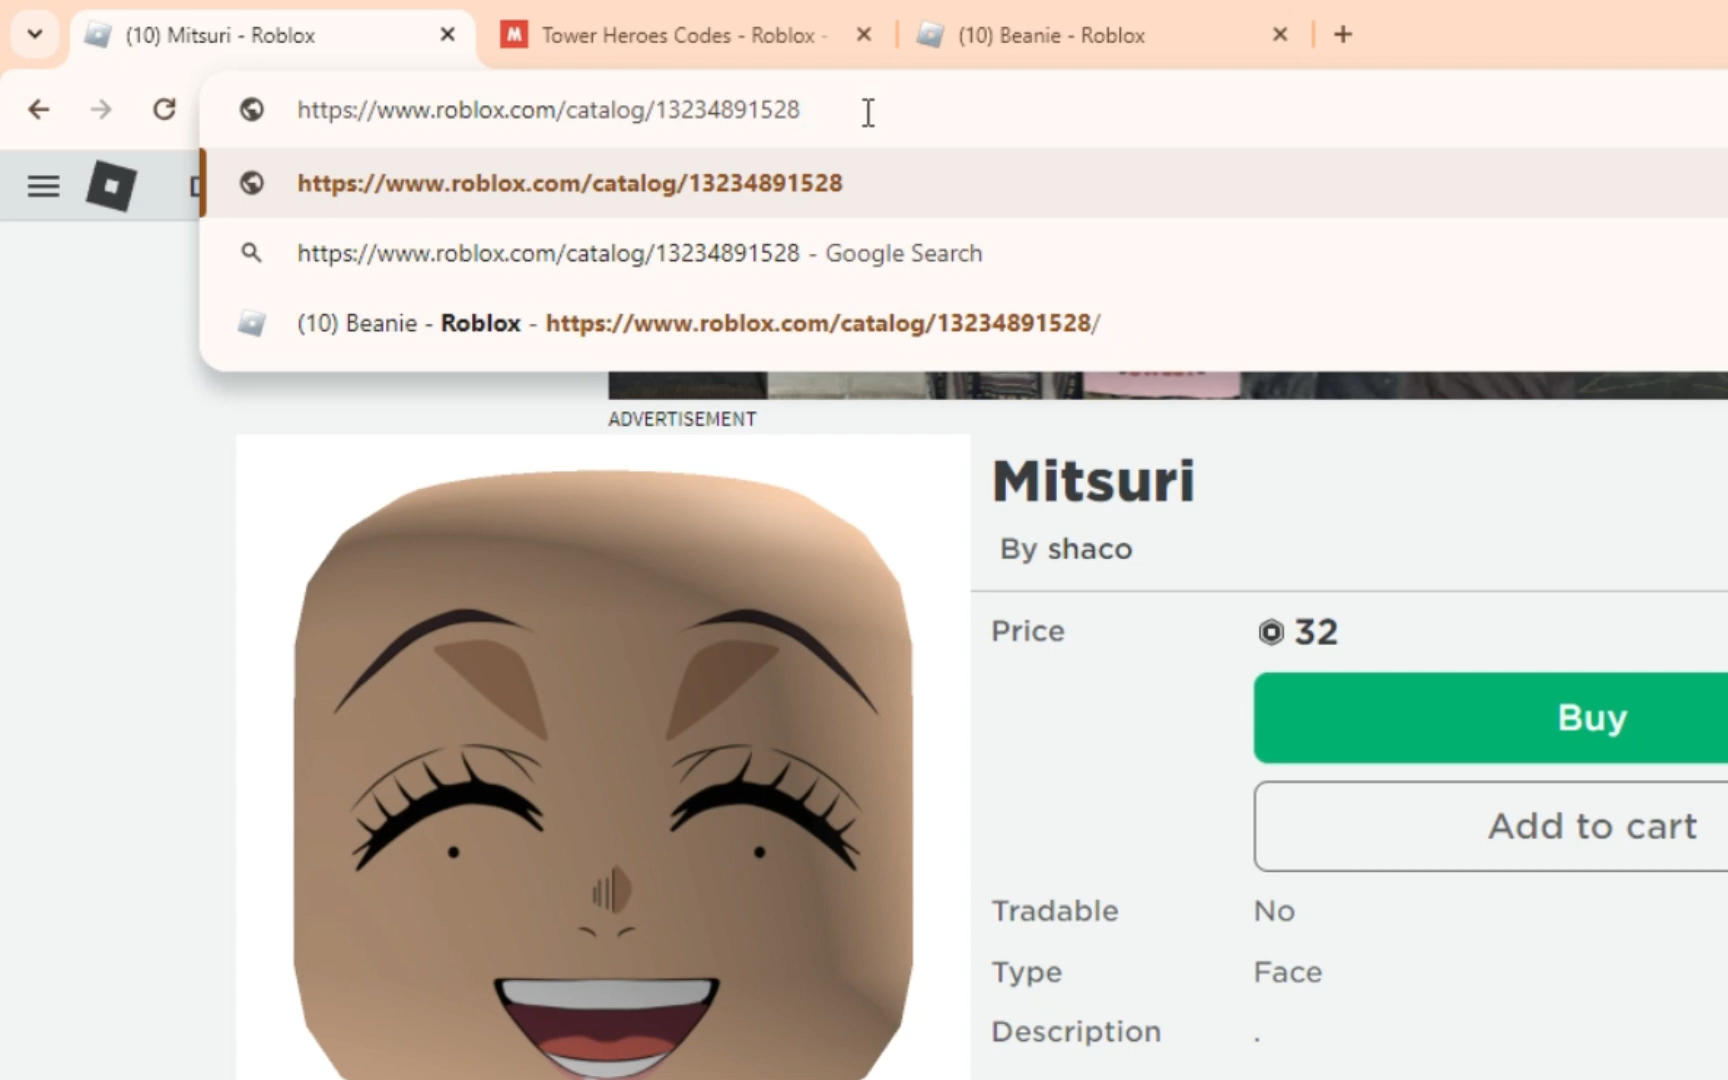 (10) Mitsuri - Roblox
Tower Heroes Codes - Roblox -
(10) Beanie - Roblox
https://www.roblox.com/catalog/13234891528
https://www.roblox.com/catalog/13234891528
https://www.roblox.com/catalog/13234891528 - Google Search
(10) Beanie - Roblox - https://www.roblox.com/catalog/13234891528/
ADVERTISEMENT
Mitsuri
By shaco
Price 32
Buy
Add to cart
Tradable No
Type Face
Description .